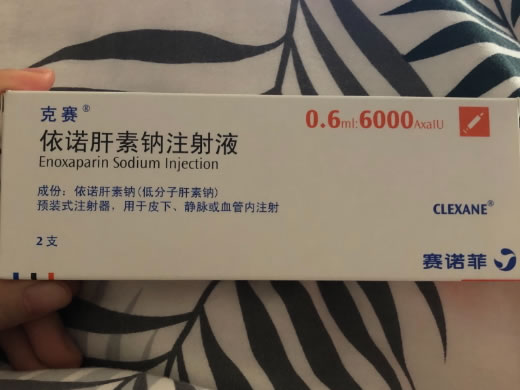 克赛®
0.6ml:6000AxaIU
依诺肝素钠注射液
Enoxaparin Sodium Injection
成份：依诺肝素钠(低分子肝素钠)
预装式注射器，用于皮下、静脉或血管内注射
CLEXANE®
2支
赛诺菲